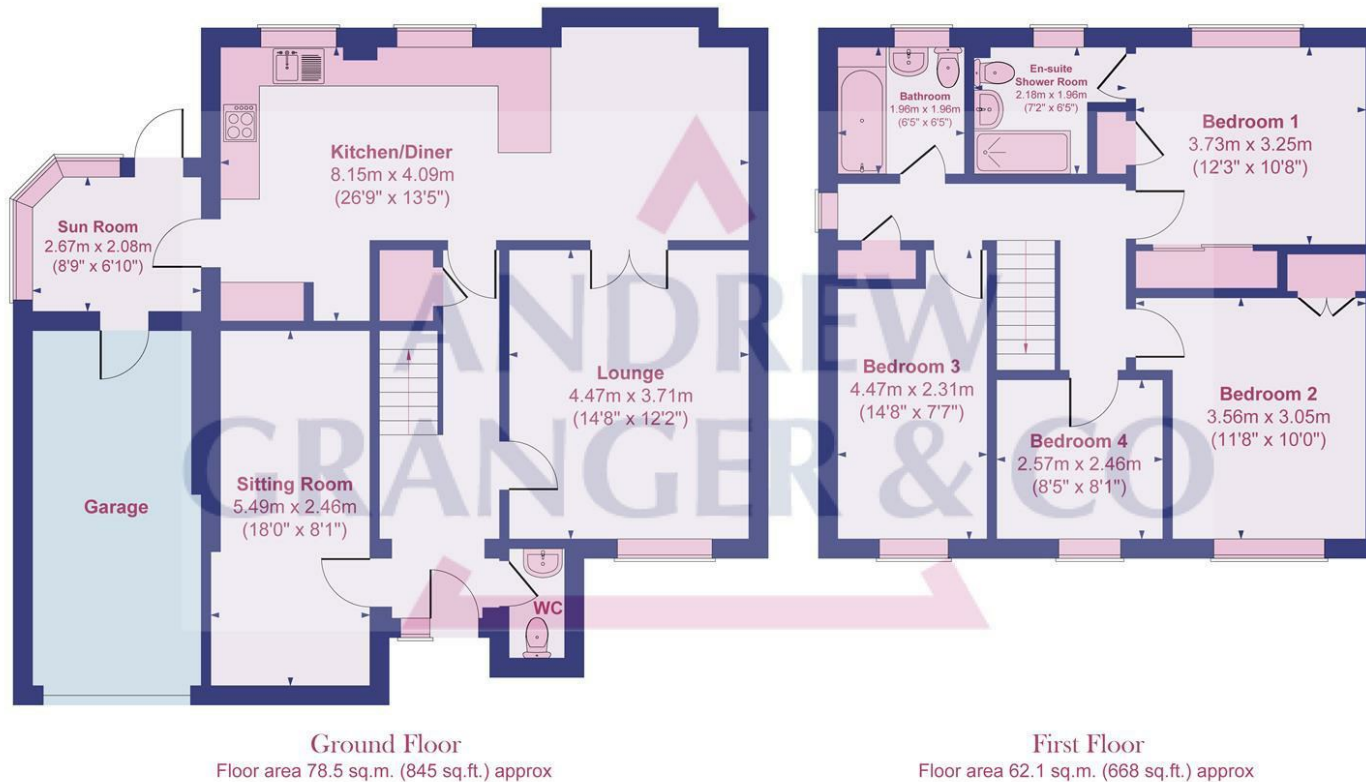 Kitchen/Diner
8.15m x 4.09m
(26'9" x 13'5")
Sun Room
2.67m x 2.08m
(8'9" x 6'10")
Lounge
4.47m x 3.71m
(14'8" x 12'2")
Sitting Room
5.49m x 2.46m
(18'0" x 8'1")
Garage
WC
Ground Floor
Floor area 78.5 sq.m. (845 sq.ft.) approx
Bathroom
1.96m x 1.96m
(6'5" x 6'5")
En-suite
Shower Room
2.18m x 1.96m
(7'2" x 6'5")
Bedroom 1
3.73m x 3.25m
(12'3" x 10'8")
Bedroom 3
4.47m x 2.31m
(14'8" x 7'7")
Bedroom 4
2.57m x 2.46m
(8'5" x 8'1")
Bedroom 2
3.56m x 3.05m
(11'8" x 10'0")
First Floor
Floor area 62.1 sq.m. (668 sq.ft.) approx
ANDREW
GRANGER & CO